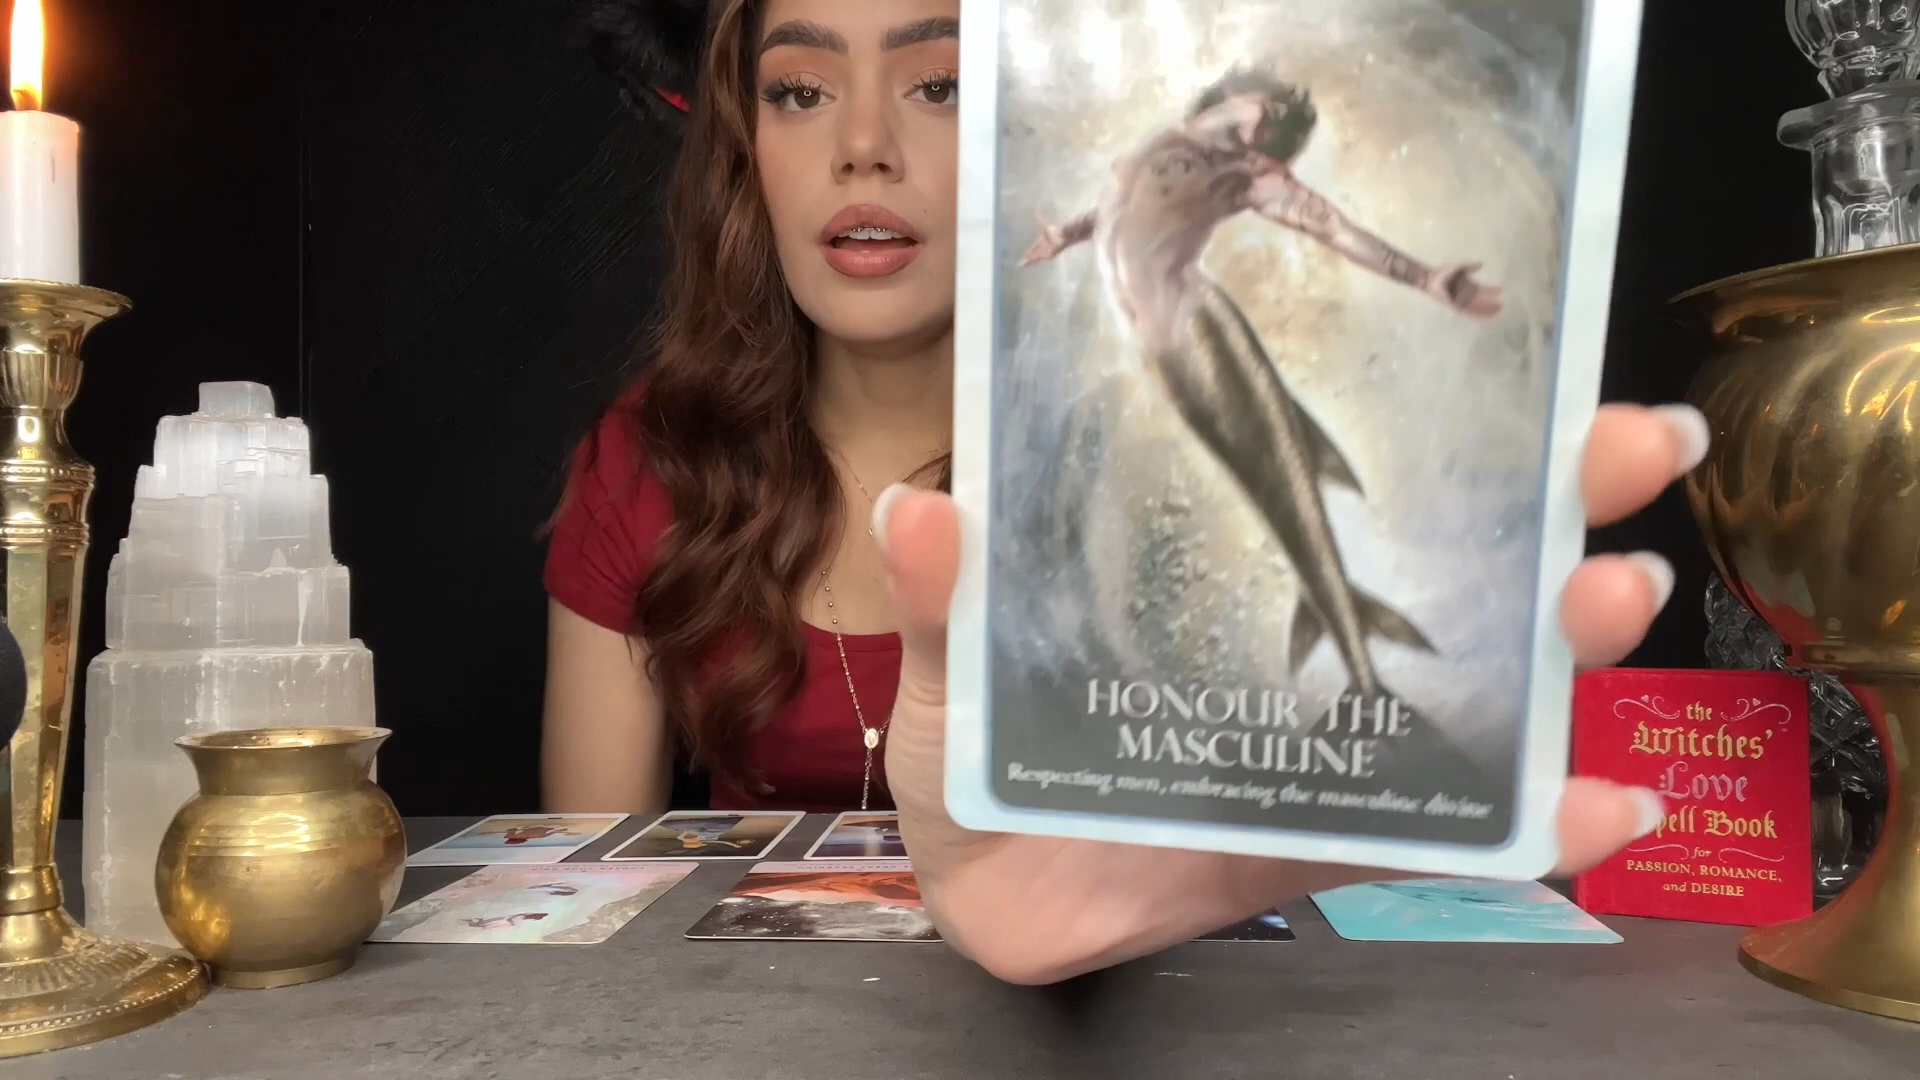 HONOUR THE
MASCULINE
Respecting men, embracing the masculine divine
the
Witches'
Love
Spell Book
for
PASSION, ROMANCE,
and DESIRE